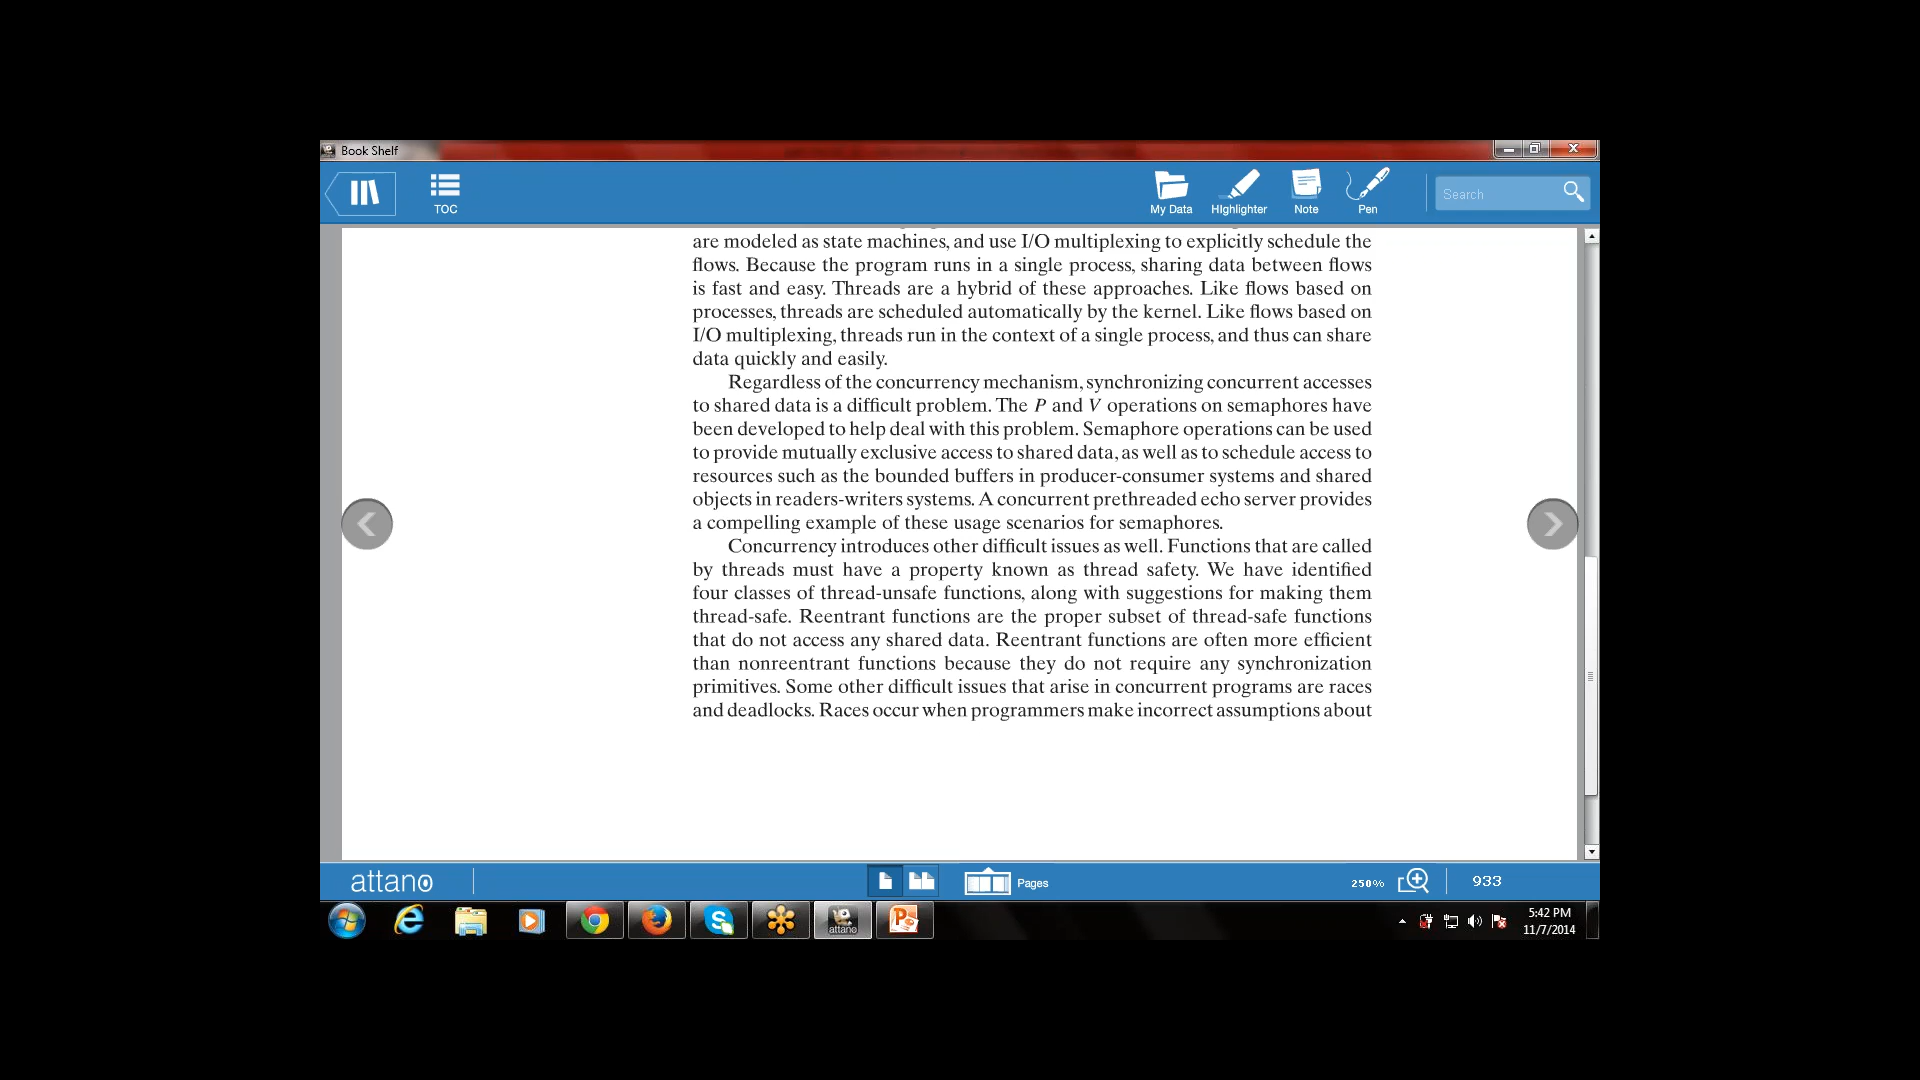 Book Shelf
TOC
My Data
HIghlighter
Note
Pen
Search
are modeled as state machines, and use I/O multiplexing to explicitly schedule the
flows. Because the program runs in a single process, sharing data between flows
is fast and easy. Threads are a hybrid of these approaches. Like flows based on
processes, threads are scheduled automatically by the kernel. Like flows based on
I/O multiplexing, threads run in the context of a single process, and thus can share
data quickly and easily.
Regardless of the concurrency mechanism, synchronizing concurrent accesses
to shared data is a difficult problem. The P and V operations on semaphores have
been developed to help deal with this problem. Semaphore operations can be used
to provide mutually exclusive access to shared data, as well as to schedule access to
resources such as the bounded buffers in producer-consumer systems and shared
objects in readers-writers systems. A concurrent prethreaded echo server provides
a compelling example of these usage scenarios for semaphores.
Concurrency introduces other difficult issues as well. Functions that are called
by threads must have a property known as thread safety. We have identified
four classes of thread-unsafe functions, along with suggestions for making them
thread-safe. Reentrant functions are the proper subset of thread-safe functions
that do not access any shared data. Reentrant functions are often more efficient
than nonreentrant functions because they do not require any synchronization
primitives. Some other difficult issues that arise in concurrent programs are races
and deadlocks. Races occur when programmers make incorrect assumptions about
attano
Pages
250%
933
attano
5:42 PM
11/7/2014